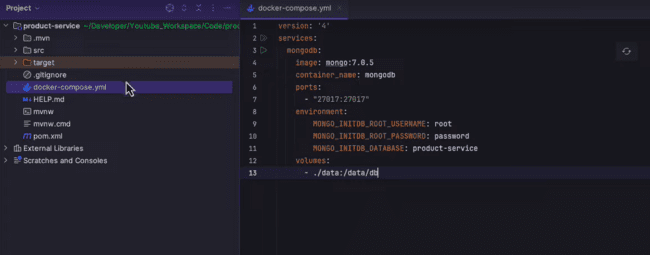 Project
docker-compose.yml
product-service ~/Developer/Youtube_Workspace/Code/pro
.mvn
src
target
.gitignore
docker-compose.yml
HELP.md
mvnw
mvnw.cmd
pom.xml
External Libraries
Scratches and Consoles
1 version: '4'
2 services:
3 mongodb:
4 image: mongo:7.0.5
5 container_name: mongodb
6 ports:
7 - "27017:27017"
8 environment:
9 MONGO_INITDB_ROOT_USERNAME: root
10 MONGO_INITDB_ROOT_PASSWORD: password
11 MONGO_INITDB_DATABASE: product-service
12 volumes:
13 - ./data:/data/db